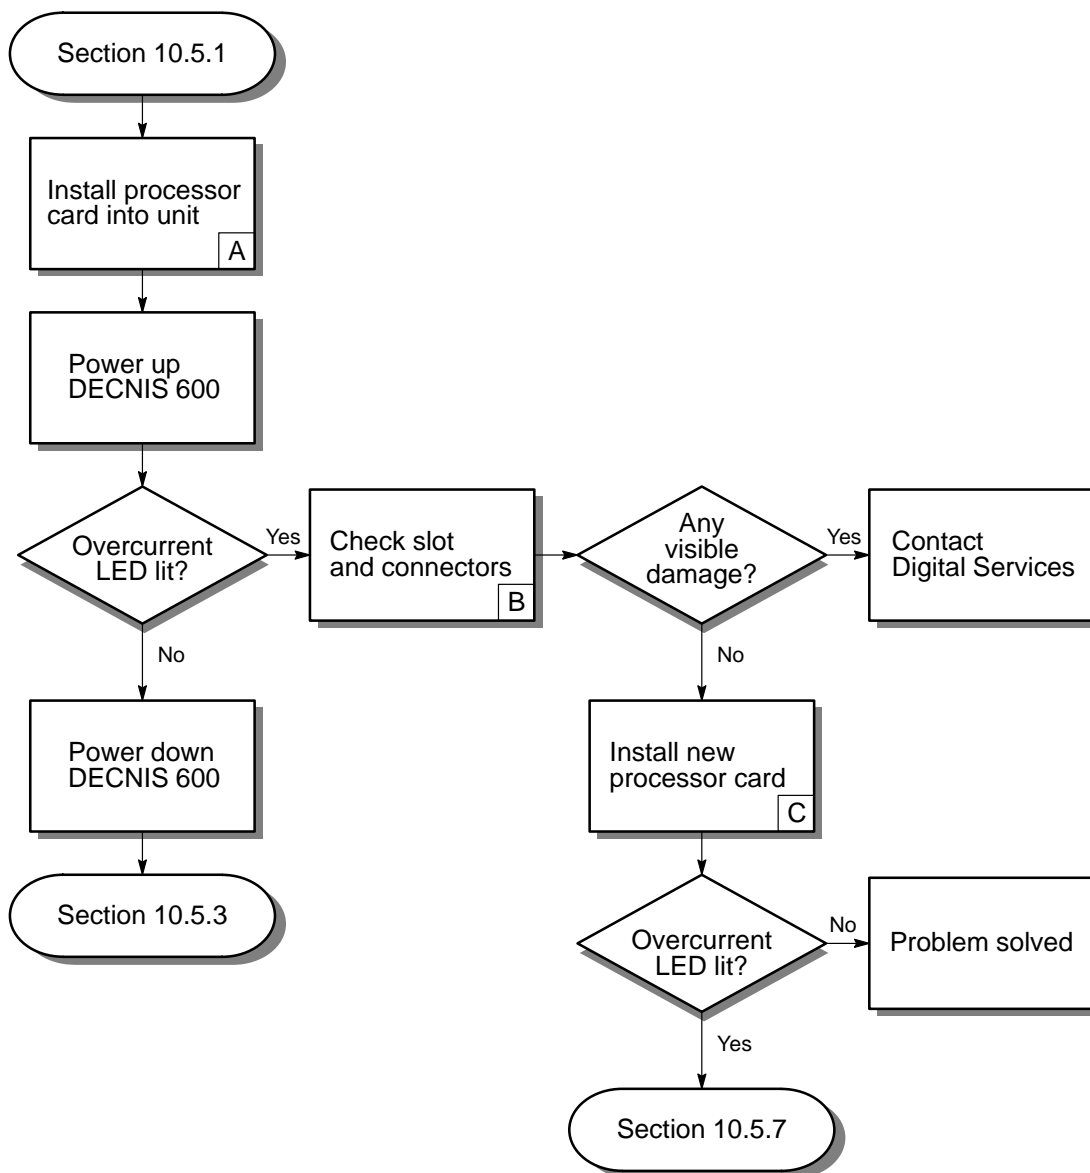 Section 10.5.1
Install processor
card into unit
A
Power up
DECNIS 600
Overcurrent
LED lit?
Yes
Check slot
and connectors
B
Any
visible
damage?
Yes
Contact
Digital Services
No
No
Power down
DECNIS 600
Section 10.5.3
Install new
processor card
C
Overcurrent
LED lit?
No
Problem solved
Yes
Section 10.5.7